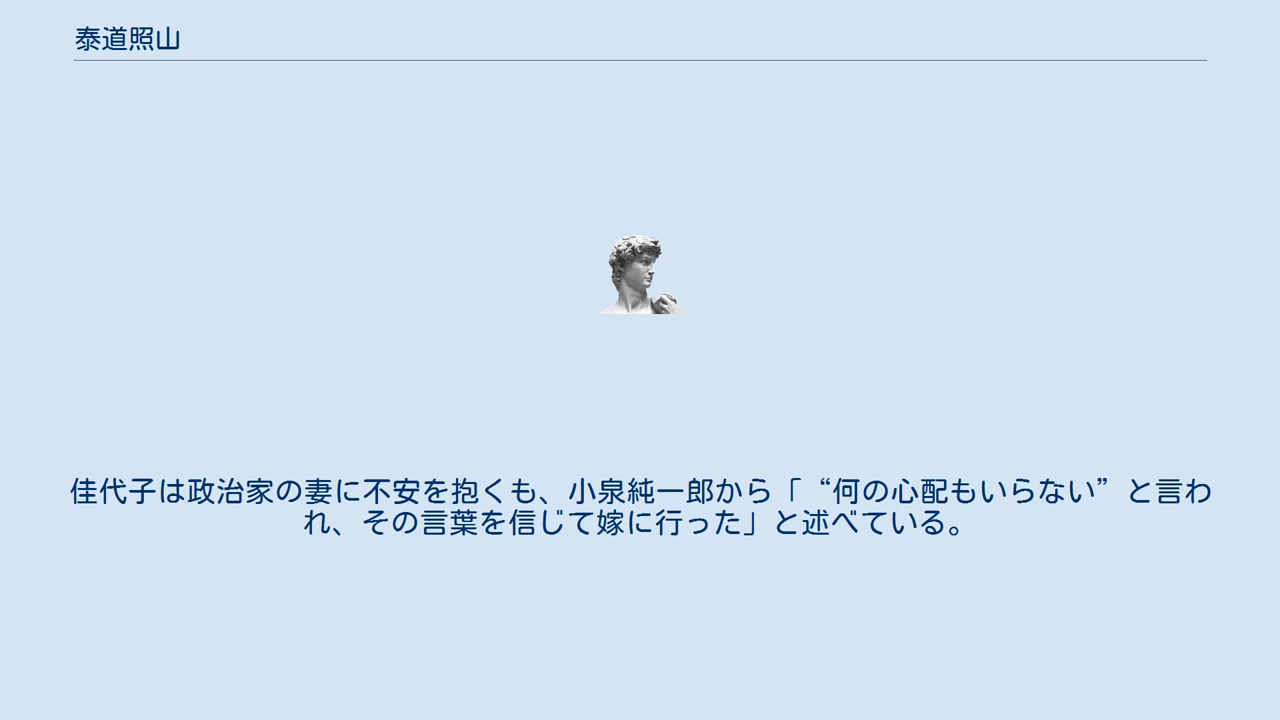 泰道照山
佳代子は政治家の妻に不安を抱くも、小泉純一郎から「“何の心配もいらない”と言わ
れ、その言葉を信じて嫁に行った」と述べている。